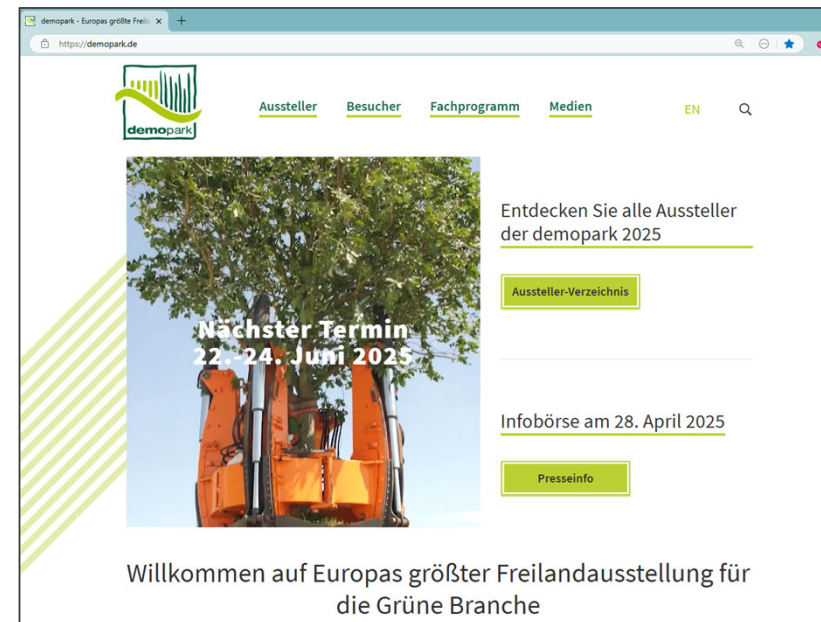 demopark - Europas größte Freila
https://demopark.de
demopark
Aussteller Besucher Fachprogramm Medien EN
Nächster Termin
22.-24. Juni 2025
Entdecken Sie alle Aussteller
der demopark 2025
Aussteller-Verzeichnis
Infobörse am 28. April 2025
Presseinfo
Willkommen auf Europas größter Freilandausstellung für
die Grüne Branche